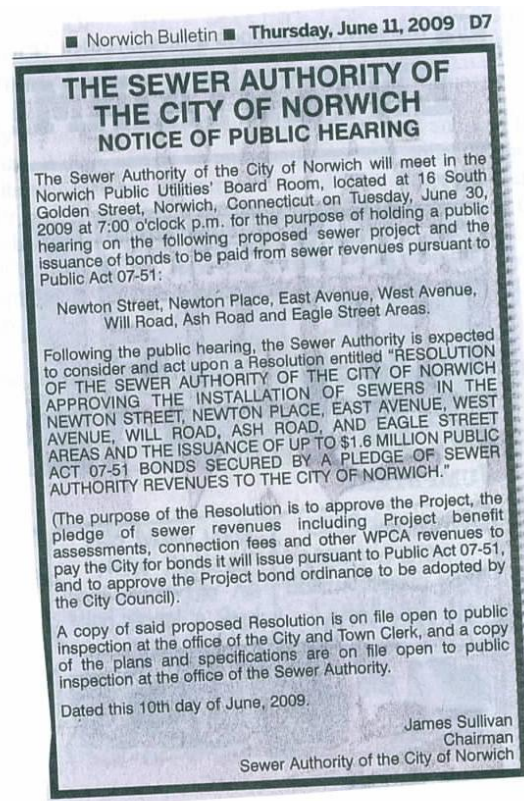 ■ Norwich Bulletin ■ Thursday, June 11, 2009 D7
THE SEWER AUTHORITY OF
THE CITY OF NORWICH
NOTICE OF PUBLIC HEARING
The Sewer Authority of the City of Norwich will meet in the
Norwich Public Utilities' Board Room, located at 16 South
Golden Street, Norwich, Connecticut on Tuesday, June 30,
2009 at 7:00 o'clock p.m. for the purpose of holding a public
hearing on the following proposed sewer project and the
issuance of bonds to be paid from sewer revenues pursuant to
Public Act 07-51:
Newton Street, Newton Place, East Avenue, West Avenue,
Will Road, Ash Road and Eagle Street Areas.
Following the public hearing, the Sewer Authority is expected
to consider and act upon a Resolution entitled "RESOLUTION
OF THE SEWER AUTHORITY OF THE CITY OF NORWICH
APPROVING THE INSTALLATION OF SEWERS IN THE
NEWTON STREET, NEWTON PLACE, EAST AVENUE, WEST
AVENUE, WILL ROAD, ASH ROAD, AND EAGLE STREET
AREAS AND THE ISSUANCE OF UP TO $1.6 MILLION PUBLIC
ACT 07-51 BONDS SECURED BY A PLEDGE OF SEWER
AUTHORITY REVENUES TO THE CITY OF NORWICH."
(The purpose of the Resolution is to approve the Project, the
pledge of sewer revenues including Project benefit
assessments, connection fees and other WPCA revenues to
pay the City for bonds it will issue pursuant to Public Act 07-51,
and to approve the Project bond ordinance to be adopted by
the City Council).
A copy of said proposed Resolution is on file open to public
inspection at the office of the City and Town Clerk, and a copy
of the plans and specifications are on file open to public
inspection at the office of the Sewer Authority.
Dated this 10th day of June, 2009.
James Sullivan
Chairman
Sewer Authority of the City of Norwich